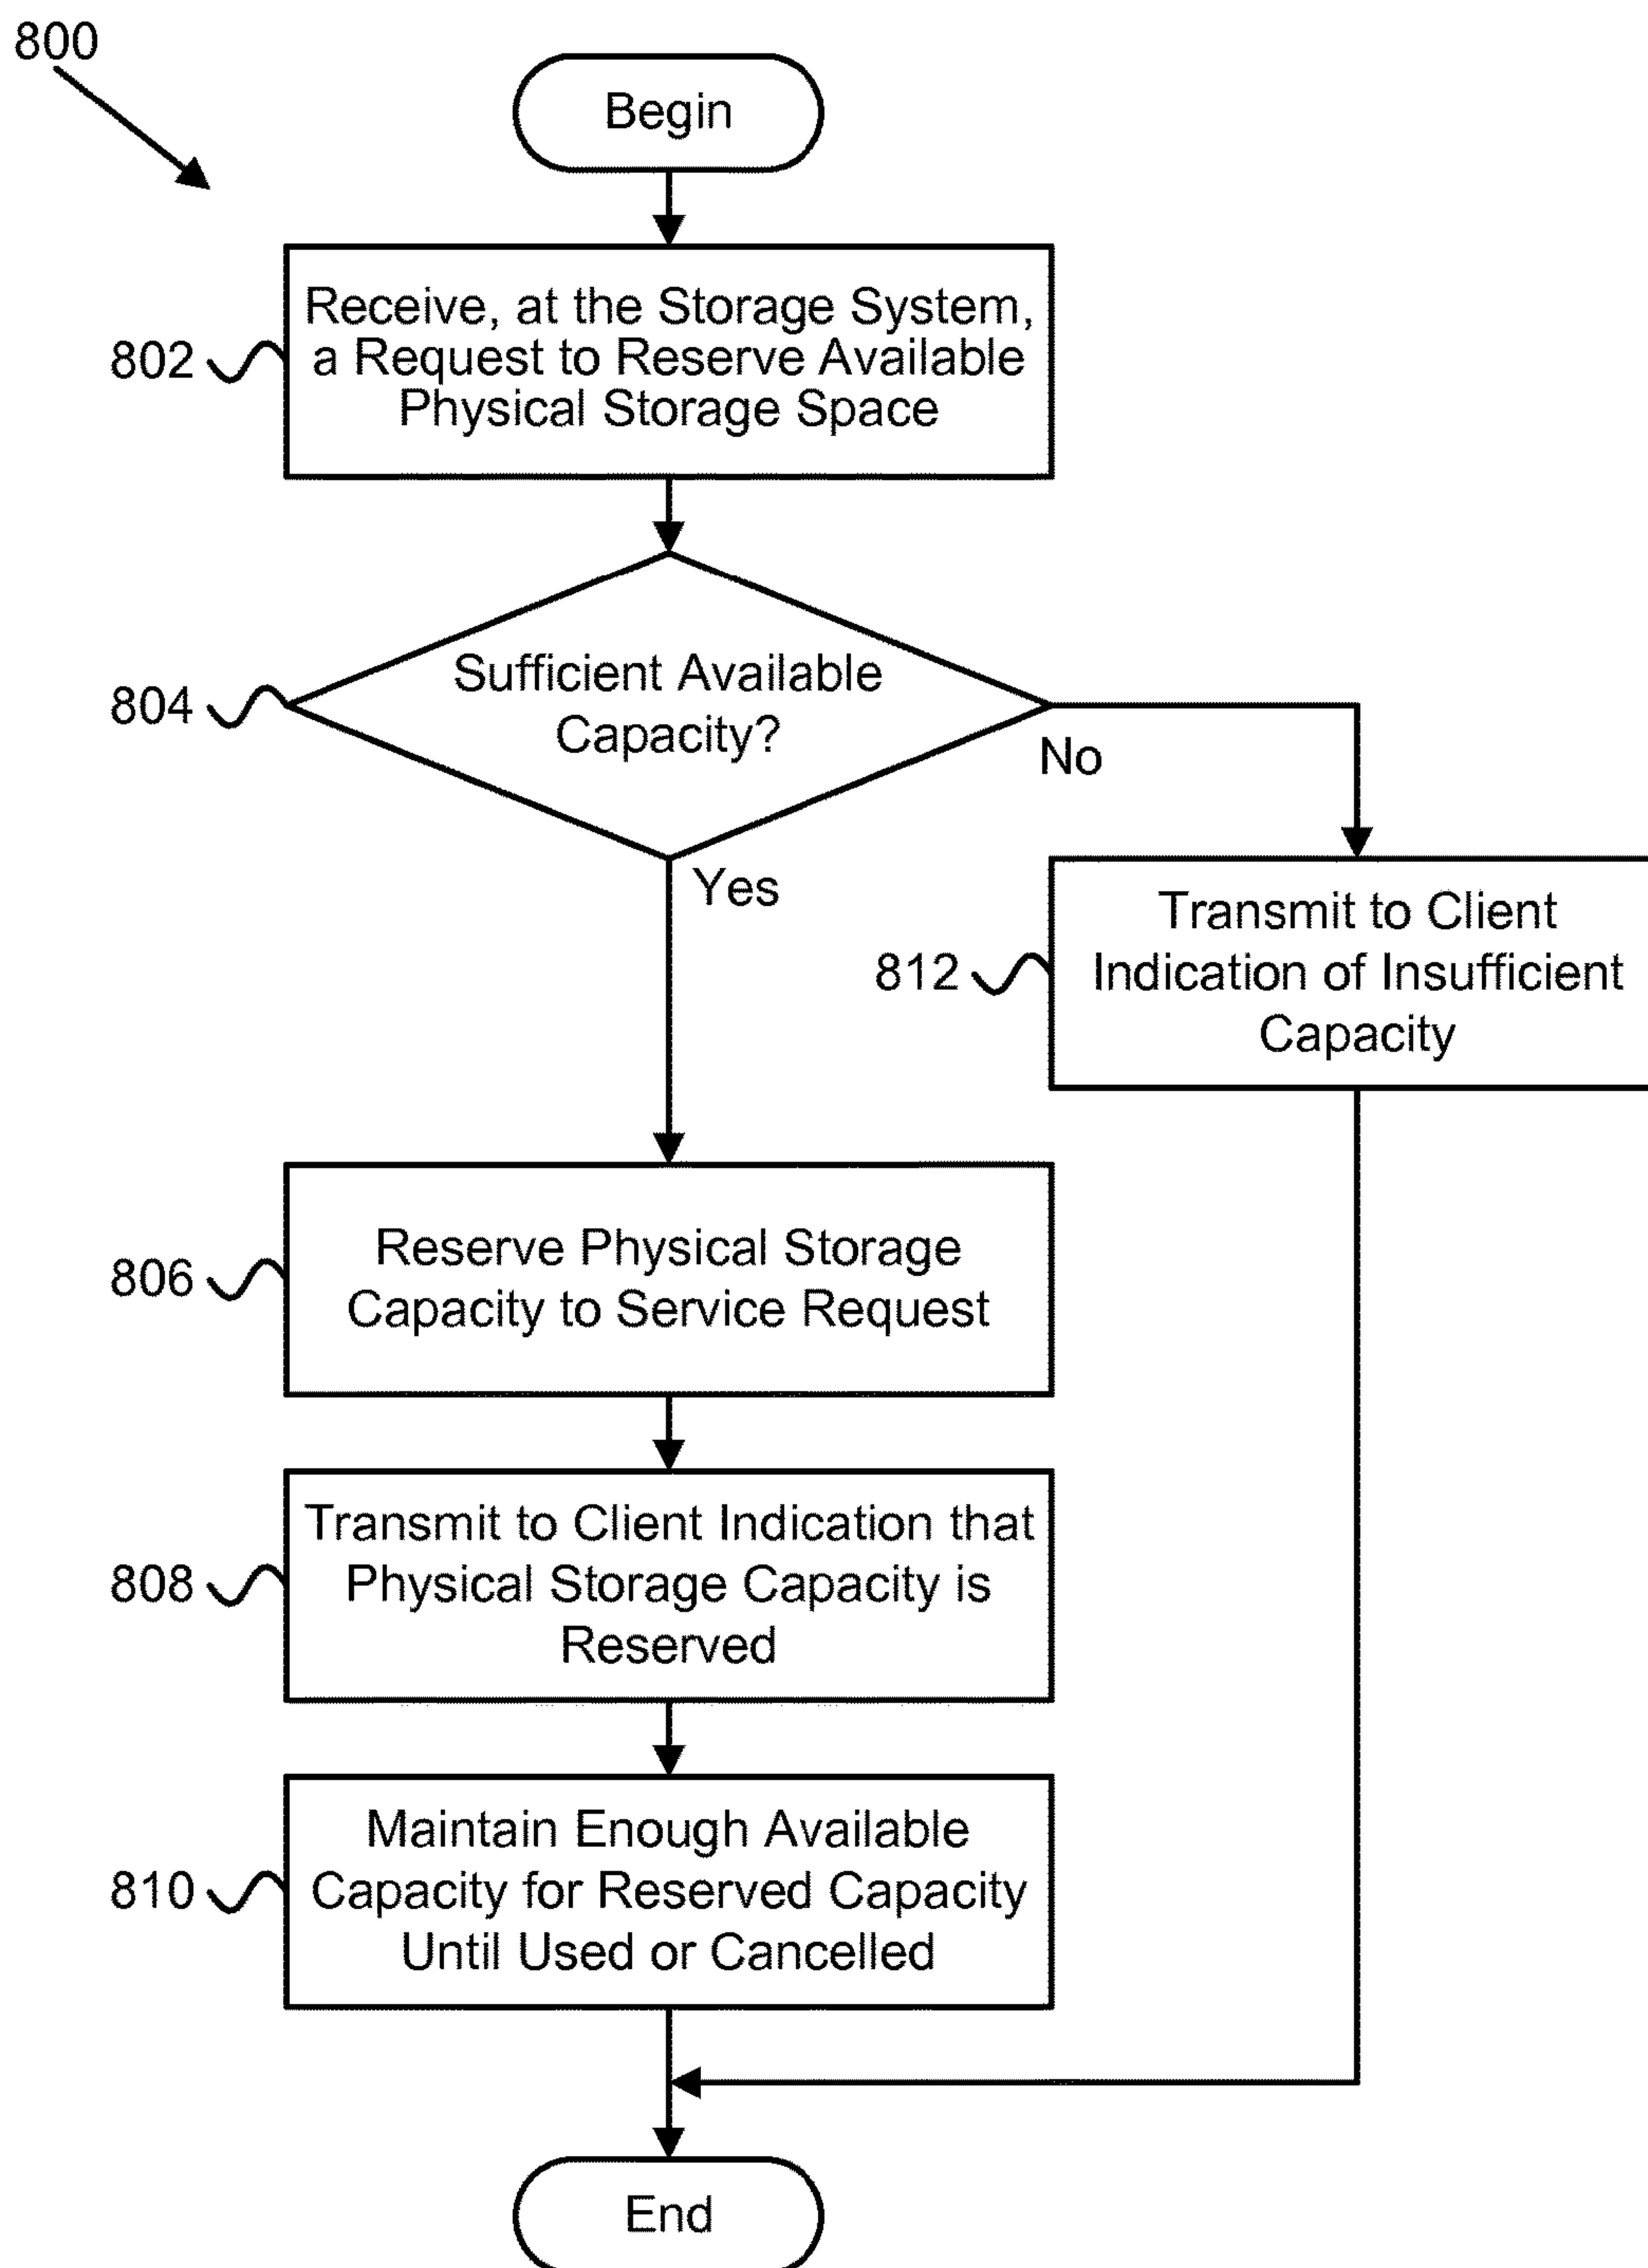 800
Begin
802
Receive, at the Storage System,
a Request to Reserve Available
Physical Storage Space
804
Sufficient Available
Capacity?
No
Yes
812
Transmit to Client
Indication of Insufficient
Capacity
806
Reserve Physical Storage
Capacity to Service Request
808
Transmit to Client Indication that
Physical Storage Capacity is
Reserved
810
Maintain Enough Available
Capacity for Reserved Capacity
Until Used or Cancelled
End